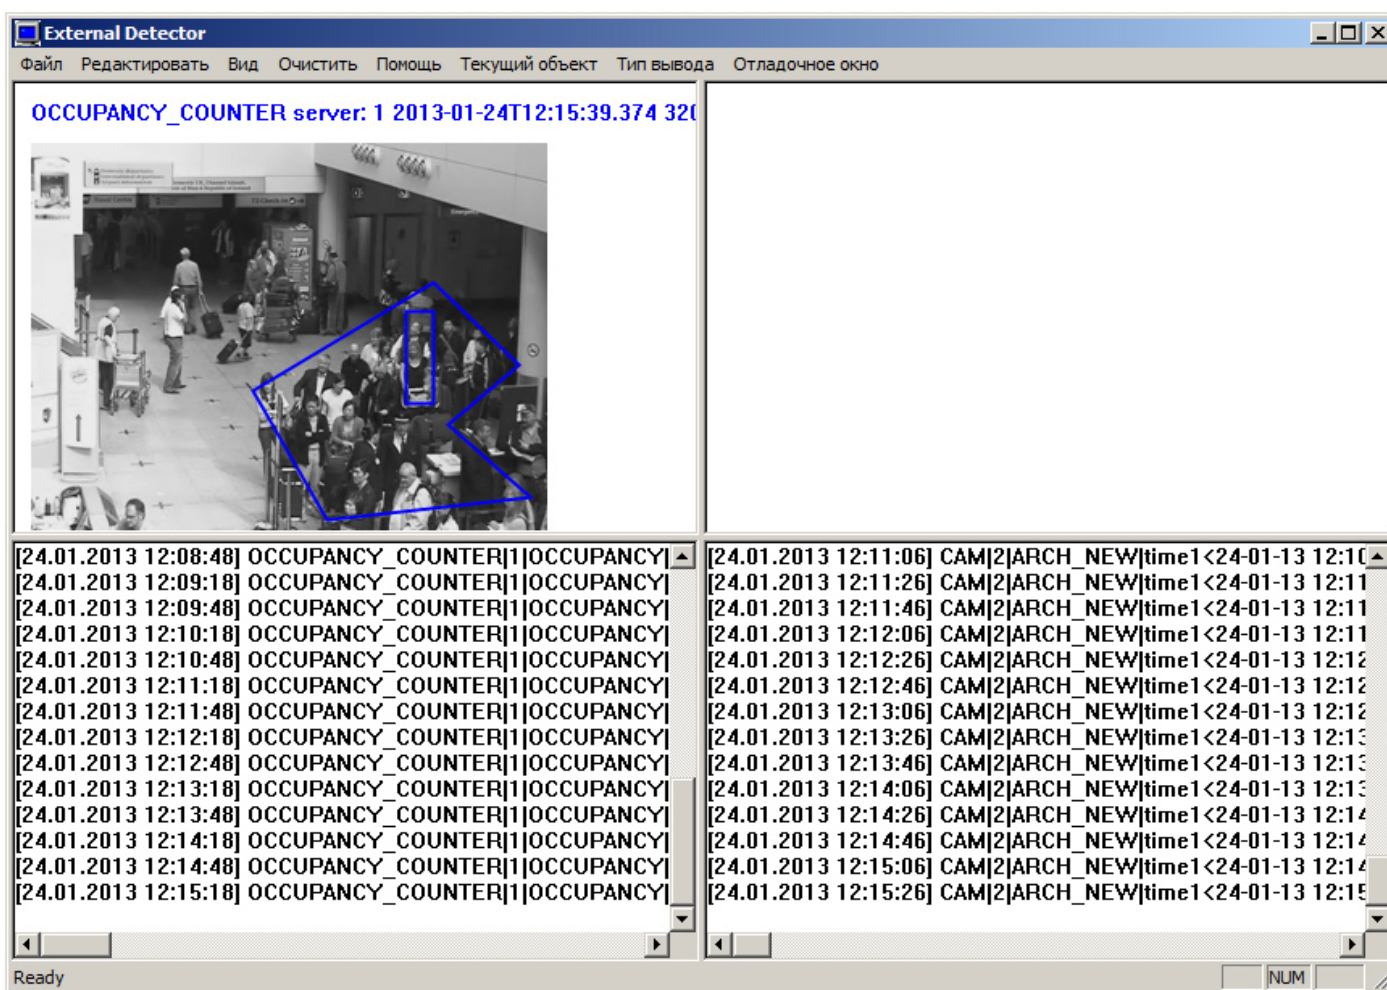 External Detector
Файл Редактировать Вид Очистить Помощь Текущий объект Тип вывода Отладочное окно
OCCUPANCY_COUNTER server: 1 2013-01-24T12:15:39.374 320
[24.01.2013 12:08:48] OCCUPANCY_COUNTER|1|OCCUPANCY|
[24.01.2013 12:09:18] OCCUPANCY_COUNTER|1|OCCUPANCY|
[24.01.2013 12:09:48] OCCUPANCY_COUNTER|1|OCCUPANCY|
[24.01.2013 12:10:18] OCCUPANCY_COUNTER|1|OCCUPANCY|
[24.01.2013 12:10:48] OCCUPANCY_COUNTER|1|OCCUPANCY|
[24.01.2013 12:11:18] OCCUPANCY_COUNTER|1|OCCUPANCY|
[24.01.2013 12:11:48] OCCUPANCY_COUNTER|1|OCCUPANCY|
[24.01.2013 12:12:18] OCCUPANCY_COUNTER|1|OCCUPANCY|
[24.01.2013 12:12:48] OCCUPANCY_COUNTER|1|OCCUPANCY|
[24.01.2013 12:13:18] OCCUPANCY_COUNTER|1|OCCUPANCY|
[24.01.2013 12:13:48] OCCUPANCY_COUNTER|1|OCCUPANCY|
[24.01.2013 12:14:18] OCCUPANCY_COUNTER|1|OCCUPANCY|
[24.01.2013 12:14:48] OCCUPANCY_COUNTER|1|OCCUPANCY|
[24.01.2013 12:15:18] OCCUPANCY_COUNTER|1|OCCUPANCY|
[24.01.2013 12:11:06] CAM|2|ARCH_NEW|time1<24-01-13 12:10
[24.01.2013 12:11:26] CAM|2|ARCH_NEW|time1<24-01-13 12:11
[24.01.2013 12:11:46] CAM|2|ARCH_NEW|time1<24-01-13 12:11
[24.01.2013 12:12:06] CAM|2|ARCH_NEW|time1<24-01-13 12:11
[24.01.2013 12:12:26] CAM|2|ARCH_NEW|time1<24-01-13 12:12
[24.01.2013 12:12:46] CAM|2|ARCH_NEW|time1<24-01-13 12:12
[24.01.2013 12:13:06] CAM|2|ARCH_NEW|time1<24-01-13 12:12
[24.01.2013 12:13:26] CAM|2|ARCH_NEW|time1<24-01-13 12:13
[24.01.2013 12:13:46] CAM|2|ARCH_NEW|time1<24-01-13 12:13
[24.01.2013 12:14:06] CAM|2|ARCH_NEW|time1<24-01-13 12:13
[24.01.2013 12:14:26] CAM|2|ARCH_NEW|time1<24-01-13 12:14
[24.01.2013 12:14:46] CAM|2|ARCH_NEW|time1<24-01-13 12:14
[24.01.2013 12:15:06] CAM|2|ARCH_NEW|time1<24-01-13 12:14
[24.01.2013 12:15:26] CAM|2|ARCH_NEW|time1<24-01-13 12:15
Ready
NUM